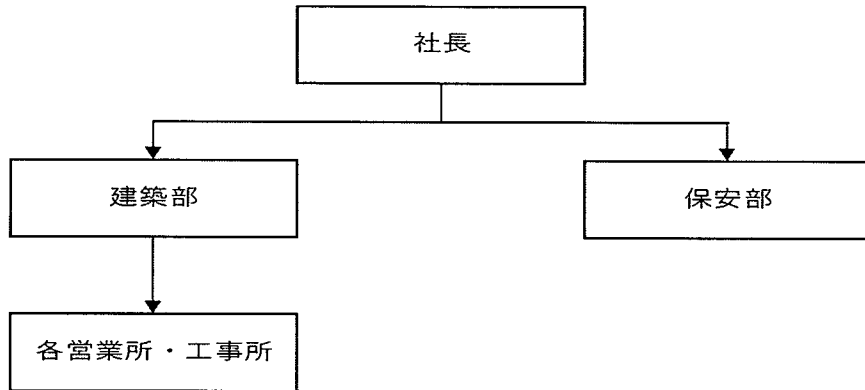 社長
建築部
保安部
各営業所・工事所